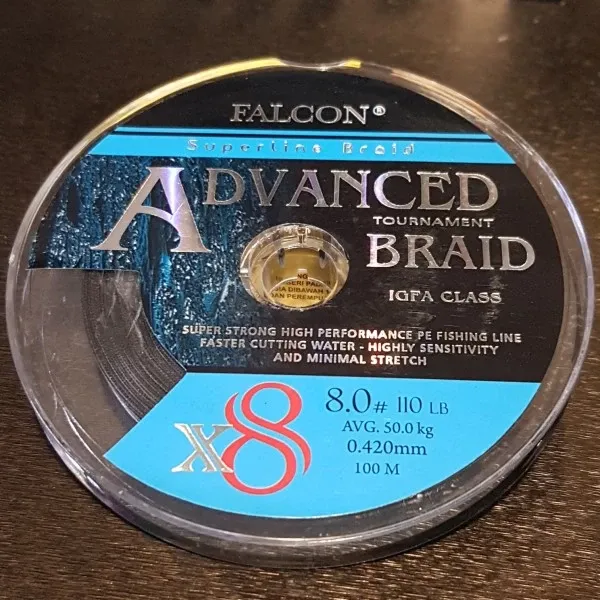 FALCON®
Superline Braid
ADVANCED
TOURNAMENT
BRAID
IGFA CLASS
SUPER STRONG HIGH PERFORMANCE PE FISHING LINE
FASTER CUTTING WATER - HIGHLY SENSITIVITY
AND MINIMAL STRETCH
X8
8.0# 110 LB
AVG. 50.0 kg
0.420mm
100 M
DIBAWAH